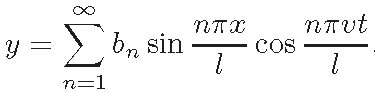 y = \sum_{n=1}^{\infty} b_n \sin \frac{n\pi x}{l} \cos \frac{n\pi v t}{l}.